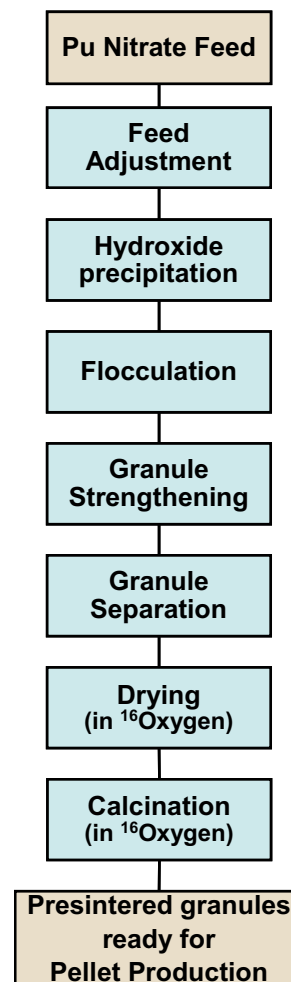 Pu Nitrate Feed
Feed
Adjustment
Hydroxide
precipitation
Flocculation
Granule
Strengthening
Granule
Separation
Drying
(in ¹⁶Oxygen)
Calcination
(in ¹⁶Oxygen)
Presintered granules
ready for
Pellet Production